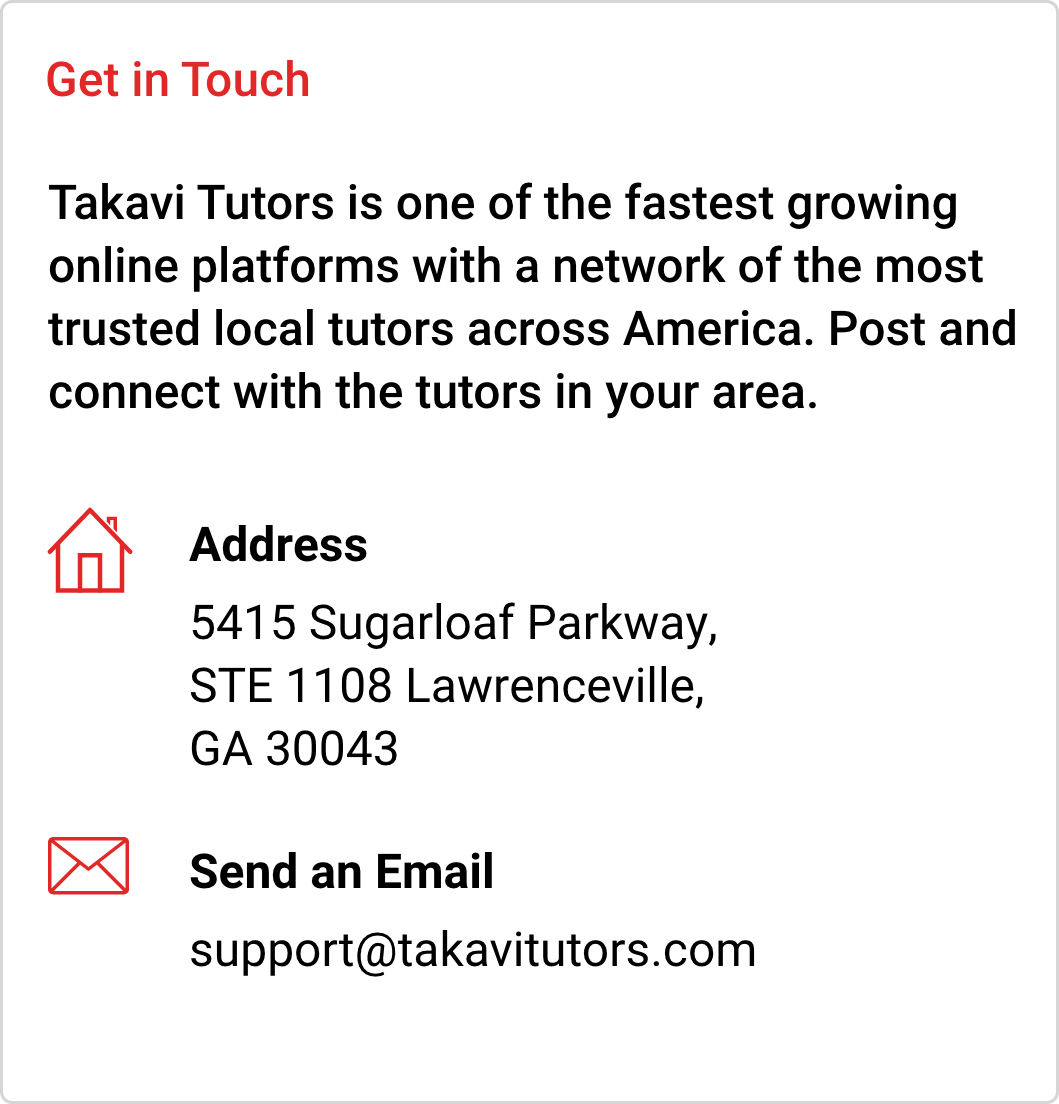 Get in Touch
Takavi Tutors is one of the fastest growing
online platforms with a network of the most
trusted local tutors across America. Post and
connect with the tutors in your area.
Address
5415 Sugarloaf Parkway,
STE 1108 Lawrenceville,
GA 30043
Send an Email
support@takavitutors.com